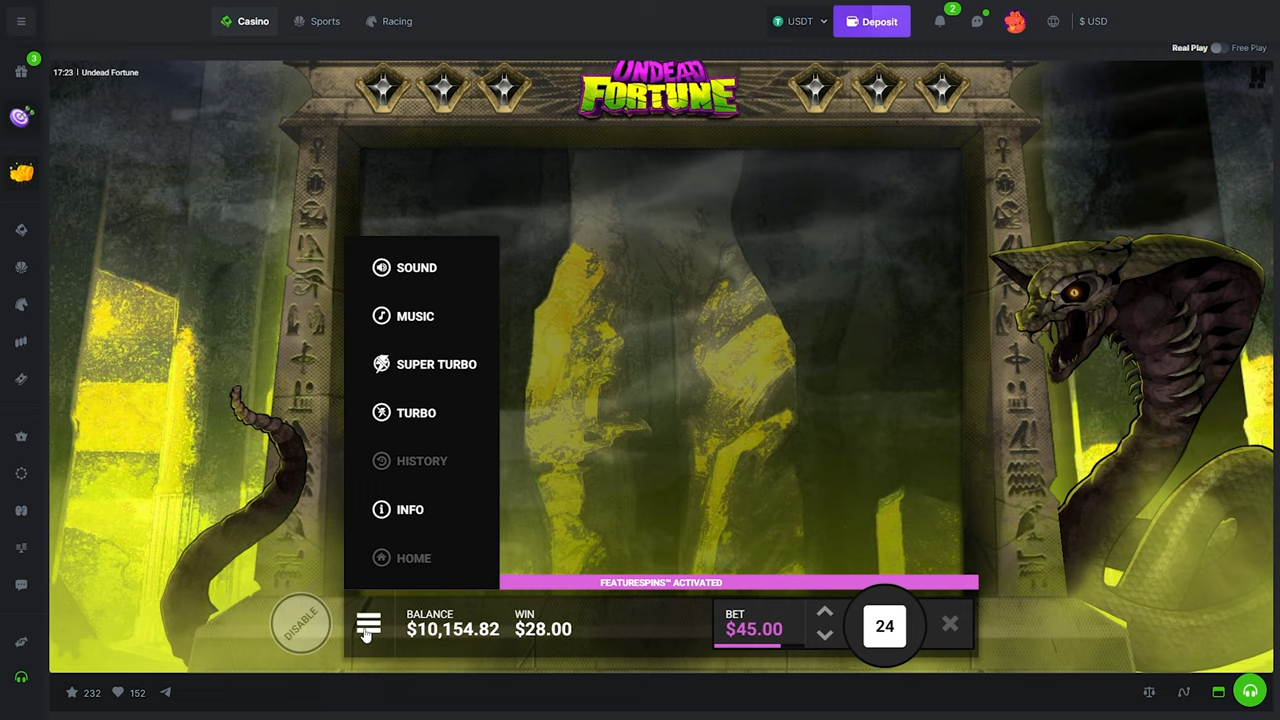 Casino
Sports
Racing
USDT
Deposit
2
$ USD
3
Real Play
Free Play
17:23 | Undead Fortune
UNDEAD
FORTUNE
SOUND
MUSIC
SUPER TURBO
TURBO
HISTORY
INFO
HOME
FEATURESPINS™ ACTIVATED
DISABLE
BALANCE
$10,154.82
WIN
$28.00
BET
$45.00
24
232
152